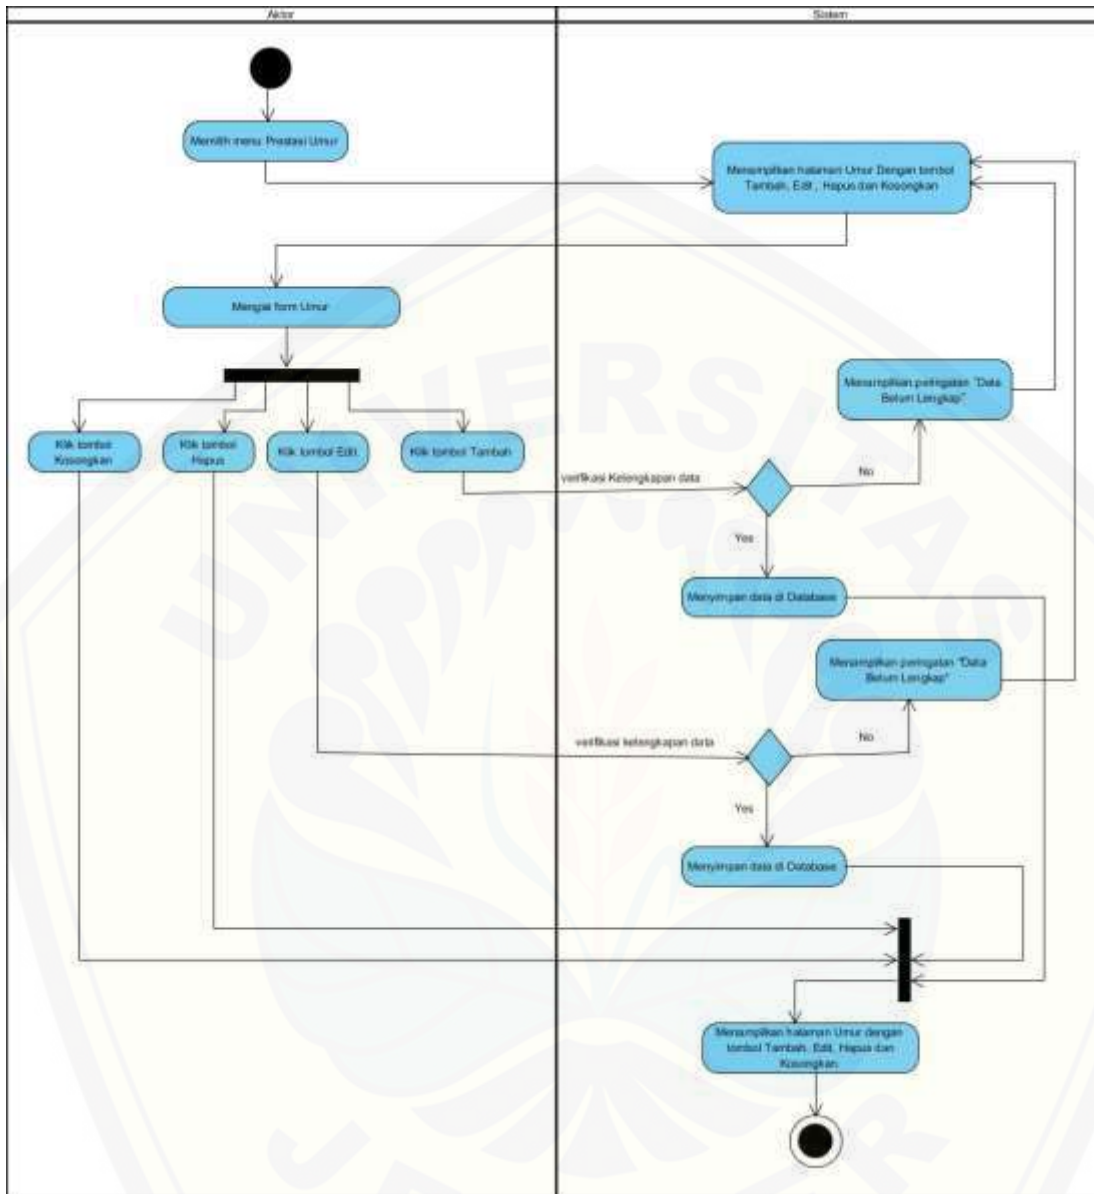 Aktor
Sistem
Memilih menu Prestasi Umur
Menampilkan halaman Umur Dengan tombol
Tambah, Edit , Hapus dan Kosongkan
Mengisi form Umur
Menampilkan peringatan "Data
Belum Lengkap"
Klik tombol
Kosongkan
Klik tombol
Hapus
Klik tombol Edit
Klik tombol Tambah
verifikasi Kelengkapan data
No
Yes
Menyimpan data di Database
Menampilkan peringatan "Data
Belum Lengkap"
verifikasi kelengkapan data
No
Yes
Menyimpan data di Database
Menampilkan halaman Umur dengan
tombol Tambah, Edit, Hapus dan
Kosongkan
UNIVERSITAS